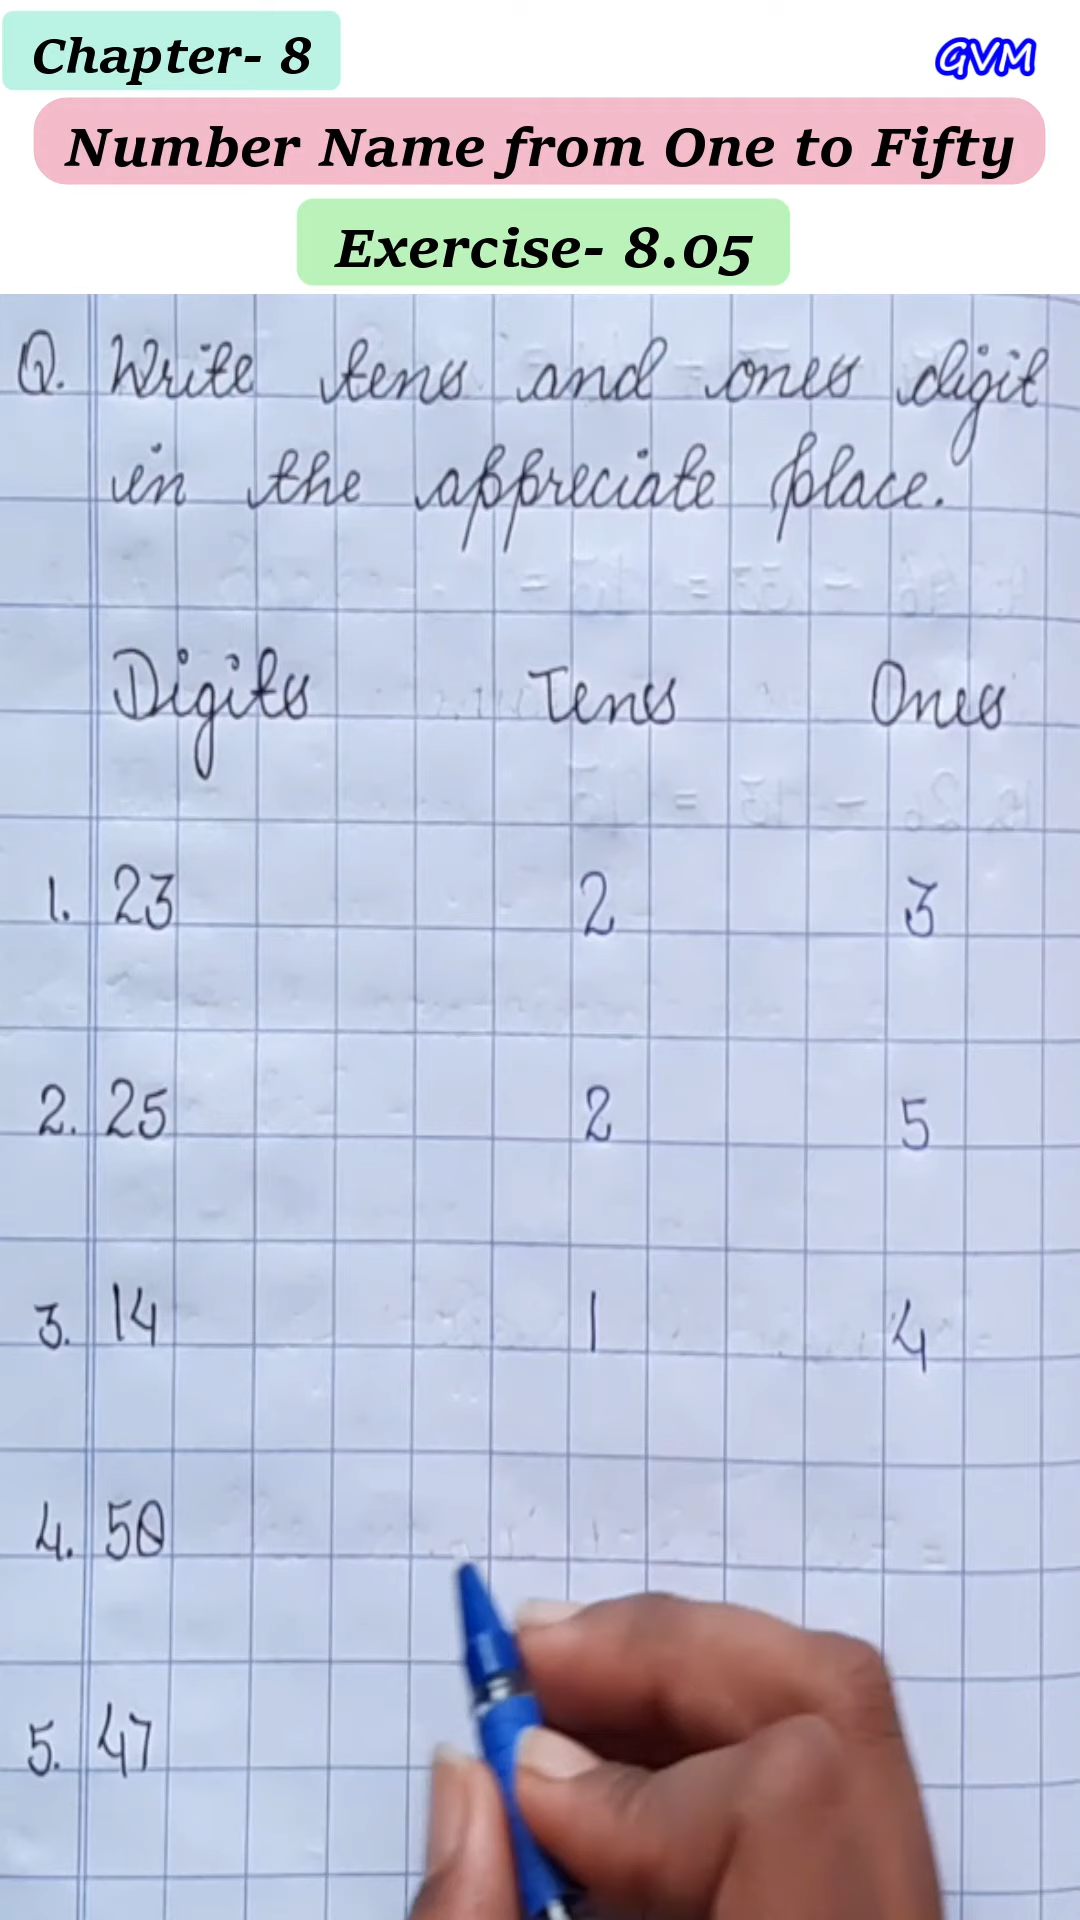 Chapter- 8
GVM
Number Name from One to Fifty
Exercise- 8.05
Q. Write tens and ones digit
in the appreciate place.
Digits Tens Ones
1. 23 2 3
2. 25 2 5
3. 14 1 4
4. 50
5. 47